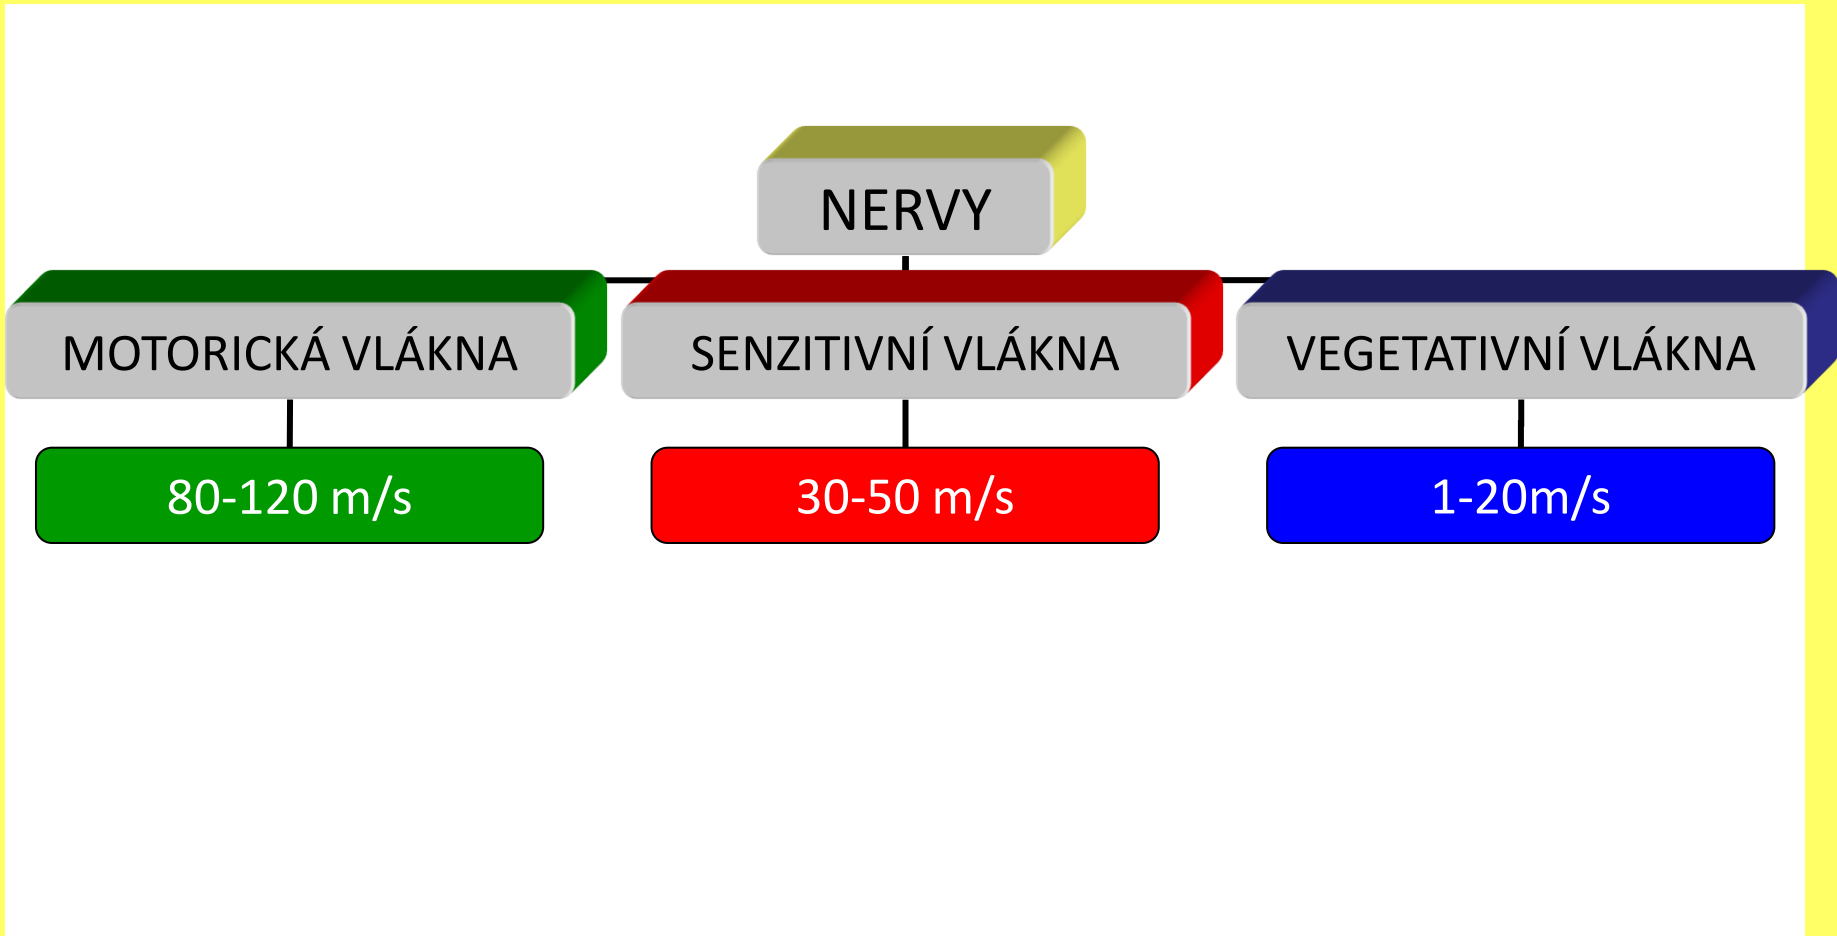 NERVY
MOTORICKÁ VLÁKNA
SENZITIVNÍ VLÁKNA
VEGETATIVNÍ VLÁKNA
80-120 m/s
30-50 m/s
1-20m/s